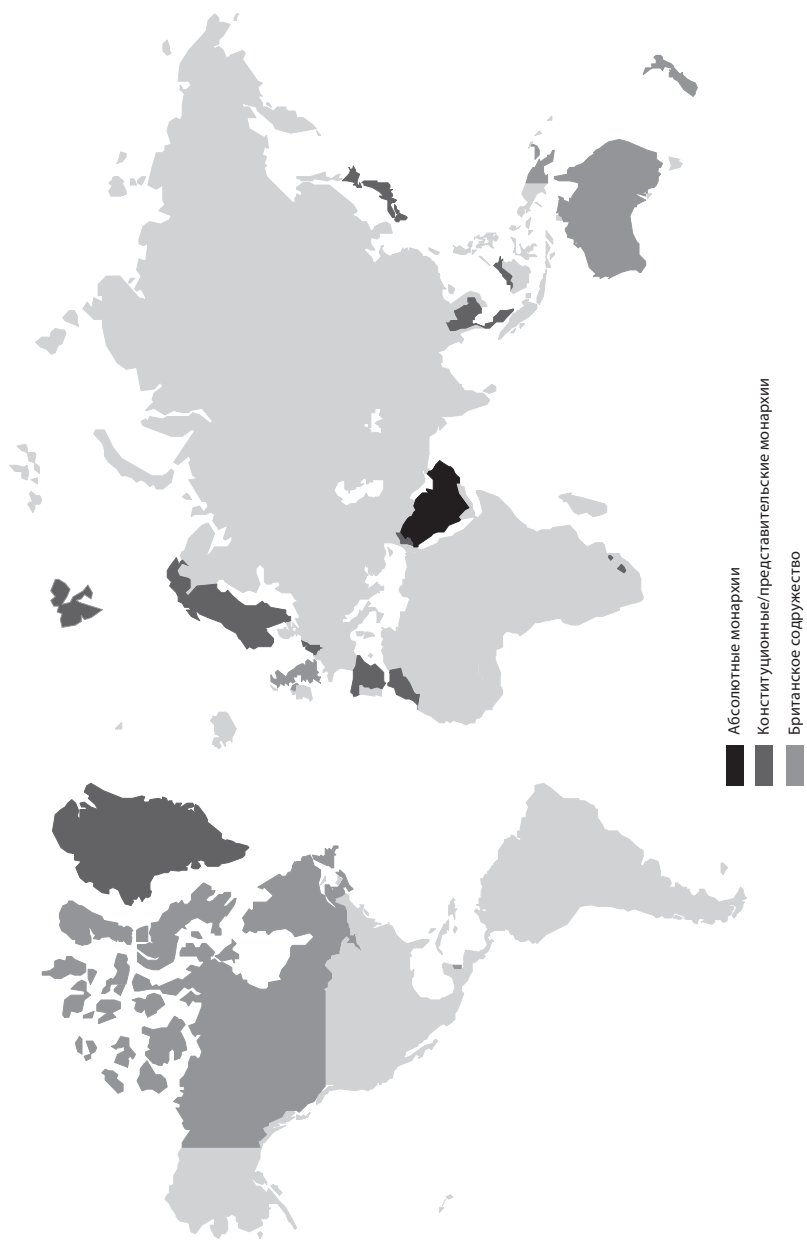 Абсолютные монархии
Конституционные/представительские монархии
Британское содружество